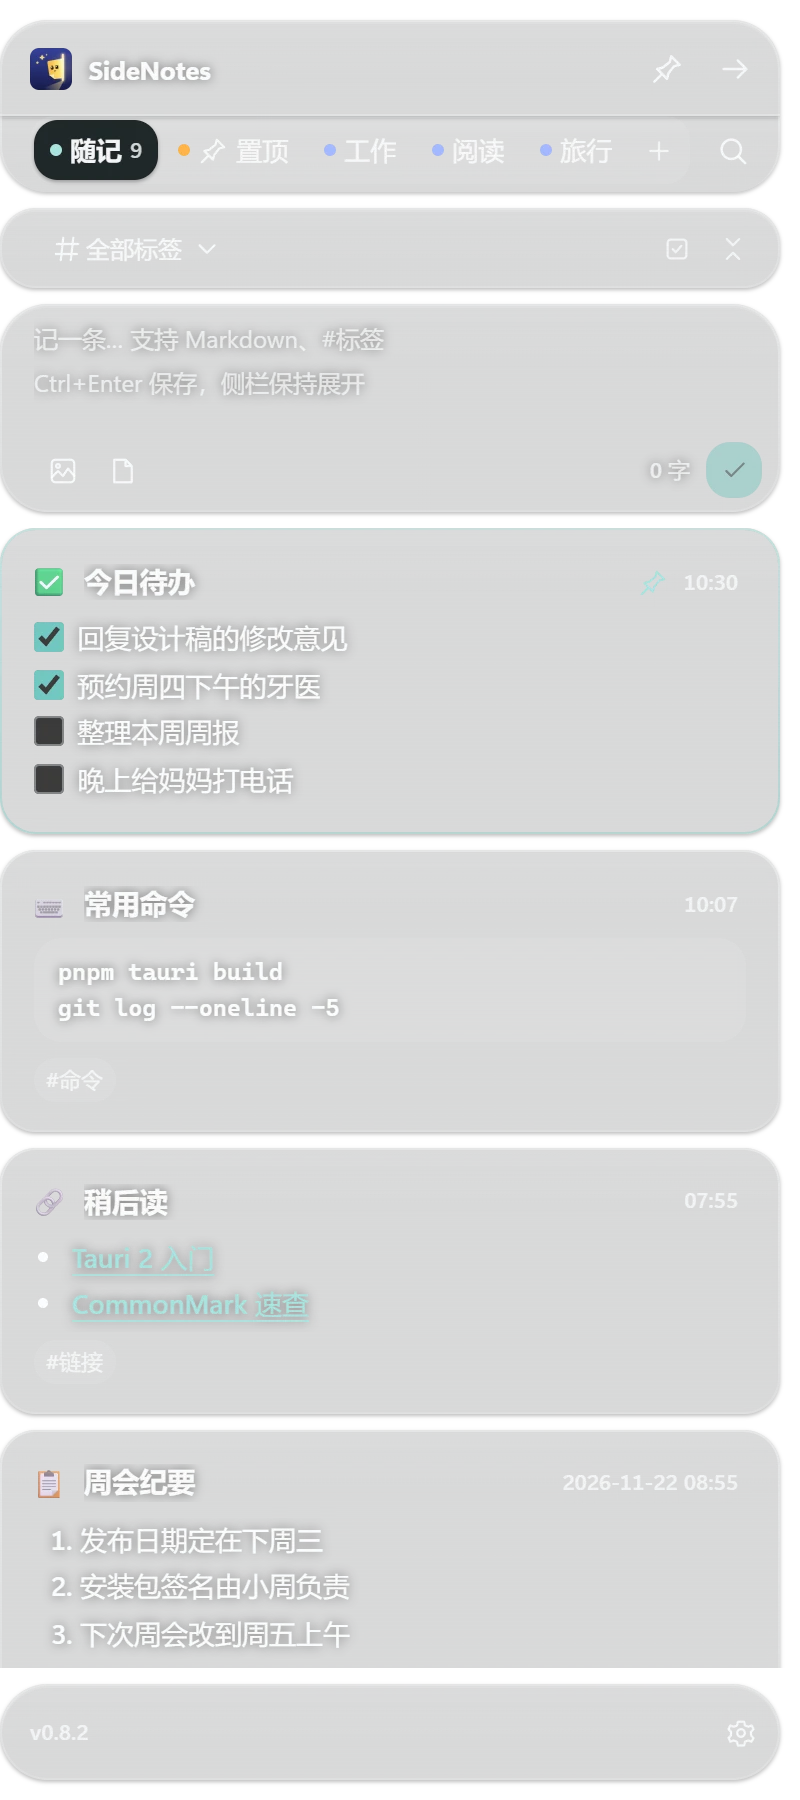 SideNotes
随记 9 置顶 工作 阅读 旅行
全部标签
记一条... 支持 Markdown、#标签
Ctrl+Enter 保存，侧栏保持展开
0 字
今日待办 10:30
回复设计稿的修改意见
预约周四下午的牙医
整理本周周报
晚上给妈妈打电话
常用命令 10:07
pnpm tauri build
git log --oneline -5
#命令
稍后读 07:55
Tauri 2 入门
CommonMark 速查
#链接
周会纪要 2026-11-22 08:55
1. 发布日期定在下周三
2. 安装包签名由小周负责
3. 下次周会改到周五上午
v0.8.2